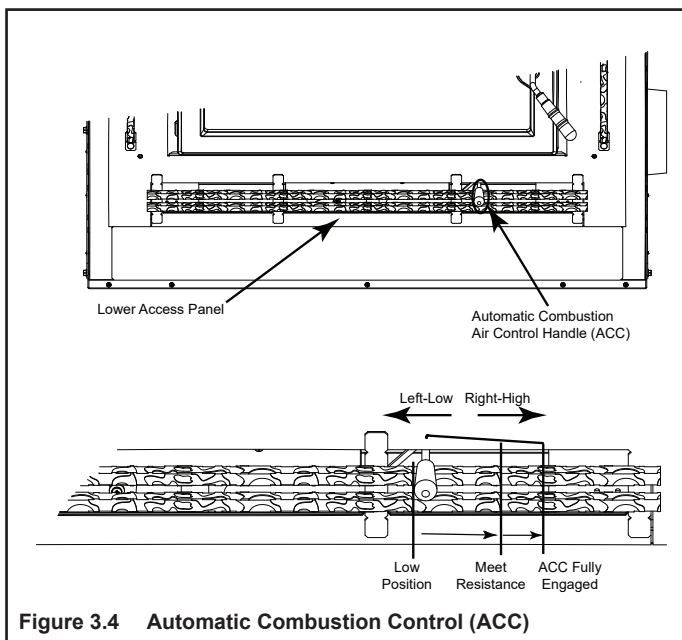 Lower Access Panel
Automatic Combustion
Air Control Handle (ACC)
Left-Low Right-High
Low
Position
Meet
Resistance
ACC Fully
Engaged
Figure 3.4 Automatic Combustion Control (ACC)